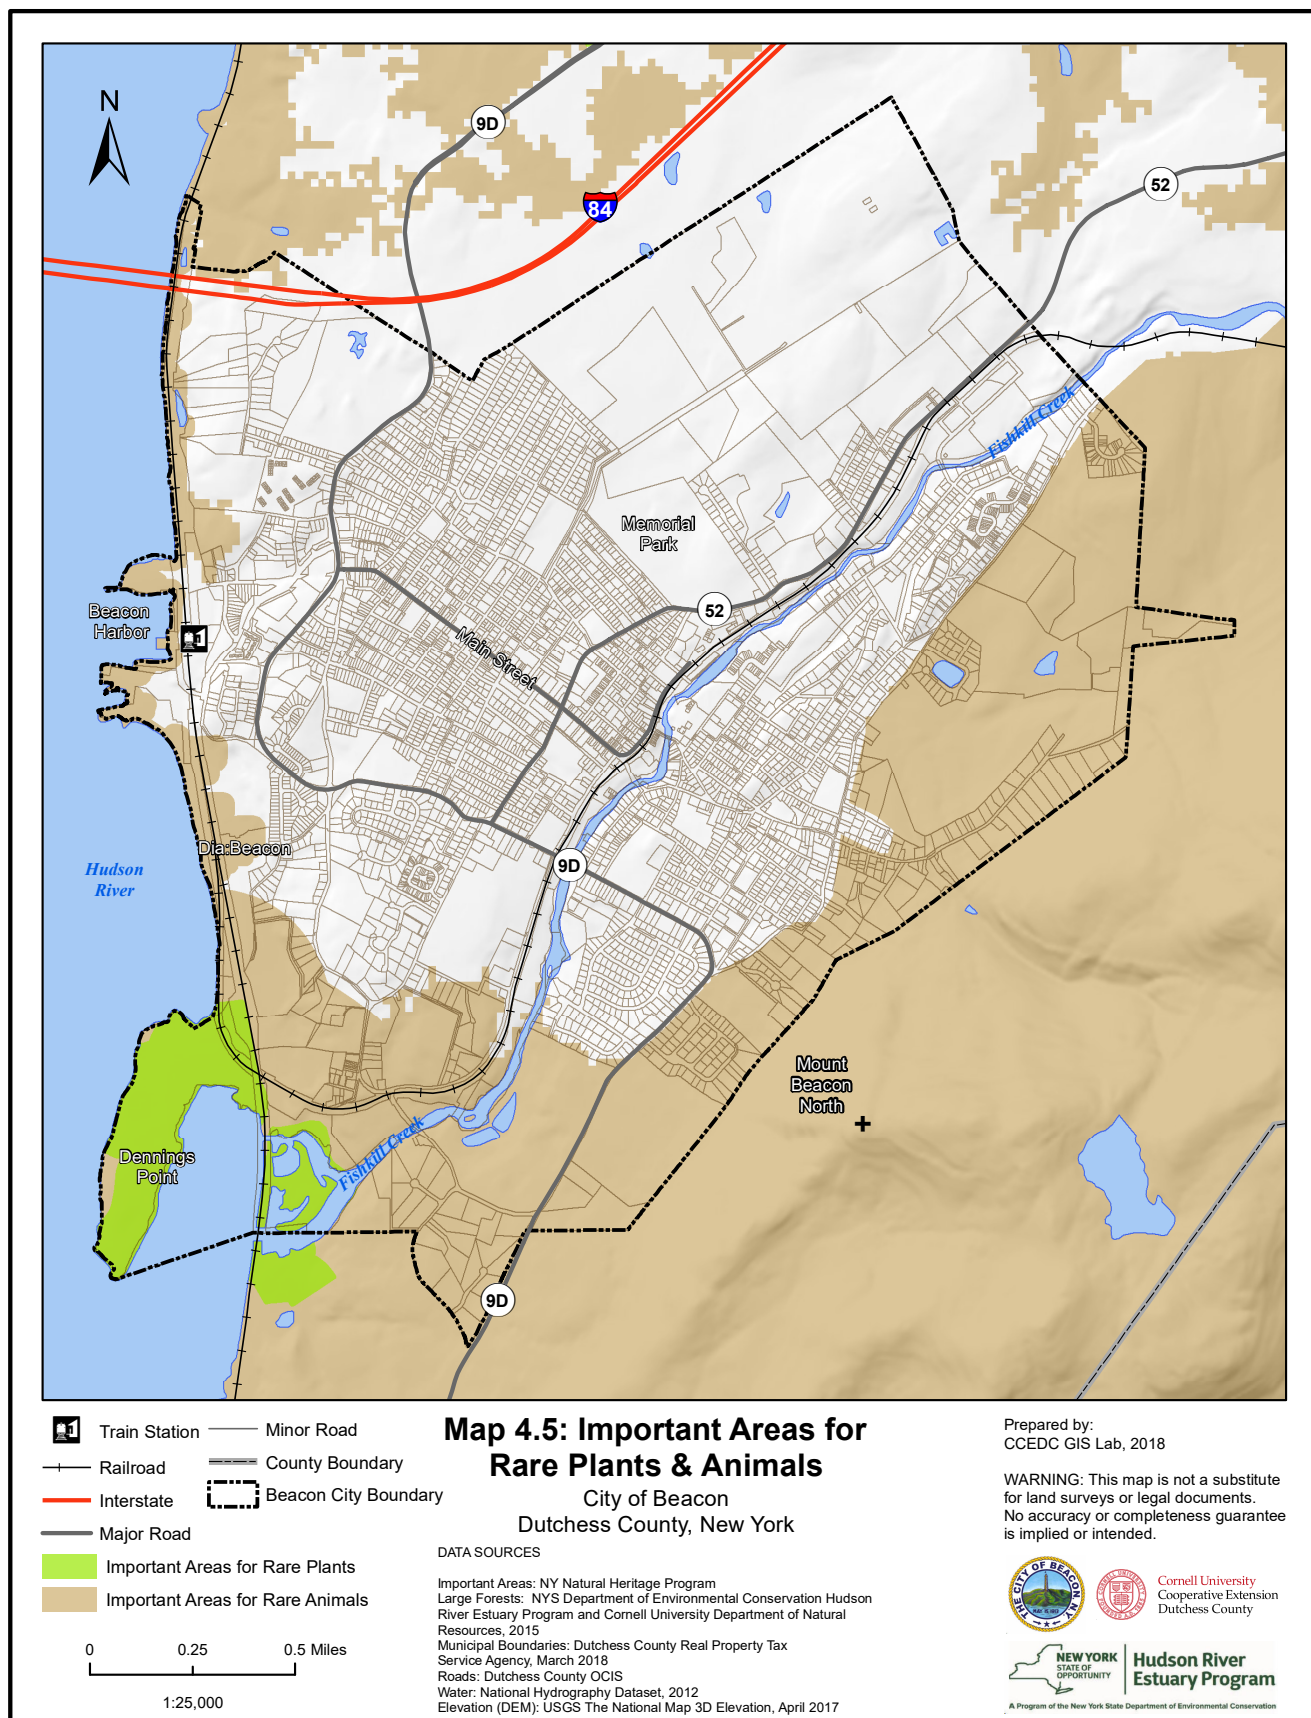 N
9D
84
52
Fishkill Creek
Memorial
Park
52
Beacon
Harbor
Main Street
Dia:Beacon
9D
Hudson
River
Mount
Beacon
North
Dennings
Point
Fishkill Creek
9D
Train Station
Railroad
Interstate
Major Road
Minor Road
County Boundary
Beacon City Boundary
Important Areas for Rare Plants
Important Areas for Rare Animals
0 0.25 0.5 Miles
1:25,000
Map 4.5: Important Areas for
Rare Plants & Animals
City of Beacon
Dutchess County, New York
DATA SOURCES
Important Areas: NY Natural Heritage Program
Large Forests: NYS Department of Environmental Conservation Hudson
River Estuary Program and Cornell University Department of Natural
Resources, 2015
Municipal Boundaries: Dutchess County Real Property Tax
Service Agency, March 2018
Roads: Dutchess County OCIS
Water: National Hydrography Dataset, 2012
Elevation (DEM): USGS The National Map 3D Elevation, April 2017
Prepared by:
CCEDC GIS Lab, 2018
WARNING: This map is not a substitute
for land surveys or legal documents.
No accuracy or completeness guarantee
is implied or intended.
THE CITY OF BEACON, N.Y.
Cornell University
Cooperative Extension
Dutchess County
NEW YORK
STATE OF
OPPORTUNITY
Hudson River
Estuary Program
A Program of the New York State Department of Environmental Conservation